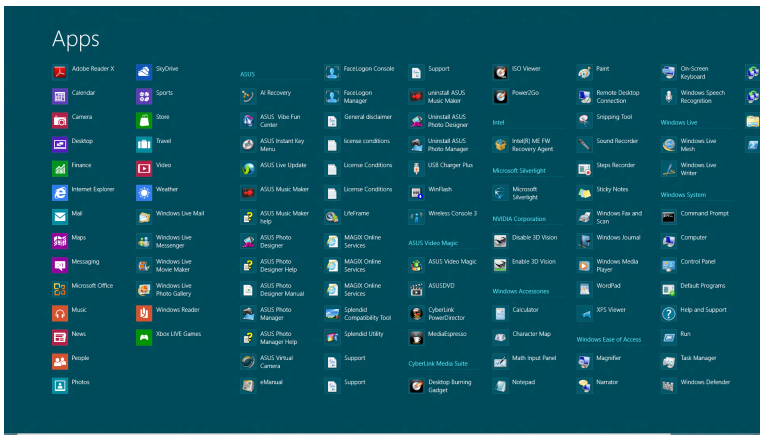 Apps
Adobe Reader X
Calendar
Camera
Desktop
Finance
Internet Explorer
Mail
Maps
Messaging
Microsoft Office
Music
News
People
Photos
SkyDrive
Sports
Store
Travel
Video
Weather
Windows Live Mail
Windows Live
Messenger
Windows Live
Movie Maker
Windows Live
Photo Gallery
Windows Reader
Xbox LIVE Games
ASUS
AI Recovery
ASUS Vibe Fun
Center
ASUS Instant Key
Menu
ASUS Live Update
ASUS Music Maker
ASUS Music Maker
help
ASUS Photo
Designer
ASUS Photo
Designer Help
ASUS Photo
Designer Manual
ASUS Photo
Manager
ASUS Photo
Manager Help
ASUS Virtual
Camera
eManual
FaceLogon Console
FaceLogon
Manager
General disclaimer
license conditions
License Conditions
License Conditions
LifeFrame
MAGIX Online
Services
MAGIX Online
Services
MAGIX Online
Services
Splendid
Compatibility Tool
Splendid Utility
Support
Support
Support
uninstall ASUS
Music Maker
Uninstall ASUS
Photo Designer
Uninstall ASUS
Photo Manager
USB Charger Plus
WinFlash
Wireless Console 3
ASUS Video Magic
ASUS Video Magic
ASUSDVD
CyberLink
PowerDirector
MediaEspresso
CyberLink Media Suite
Desktop Burning
Gadget
ISO Viewer
Power2Go
Intel
Intel(R) ME FW
Recovery Agent
Microsoft Silverlight
Microsoft
Silverlight
NVIDIA Corporation
Disable 3D Vision
Enable 3D Vision
Windows Accessories
Calculator
Character Map
Math Input Panel
Notepad
Paint
Remote Desktop
Connection
Snipping Tool
Sound Recorder
Steps Recorder
Sticky Notes
Windows Fax and
Scan
Windows Journal
Windows Media
Player
WordPad
XPS Viewer
Windows Ease of Access
Magnifier
Narrator
On-Screen
Keyboard
Windows Speech
Recognition
Windows Live
Windows Live
Mesh
Windows Live
Writer
Windows System
Command Prompt
Computer
Control Panel
Default Programs
Help and Support
Run
Task Manager
Windows Defender